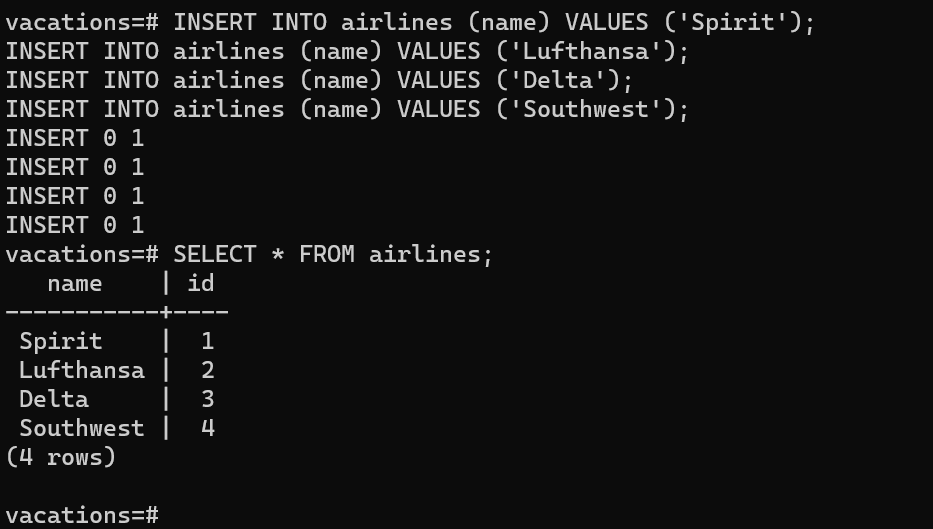 vacations=# INSERT INTO airlines (name) VALUES ('Spirit');
INSERT INTO airlines (name) VALUES ('Lufthansa');
INSERT INTO airlines (name) VALUES ('Delta');
INSERT INTO airlines (name) VALUES ('Southwest');
INSERT 0 1
INSERT 0 1
INSERT 0 1
INSERT 0 1
vacations=# SELECT * FROM airlines;
   name    | id
-----------+----
 Spirit    |  1
 Lufthansa |  2
 Delta     |  3
 Southwest |  4
(4 rows)

vacations=#